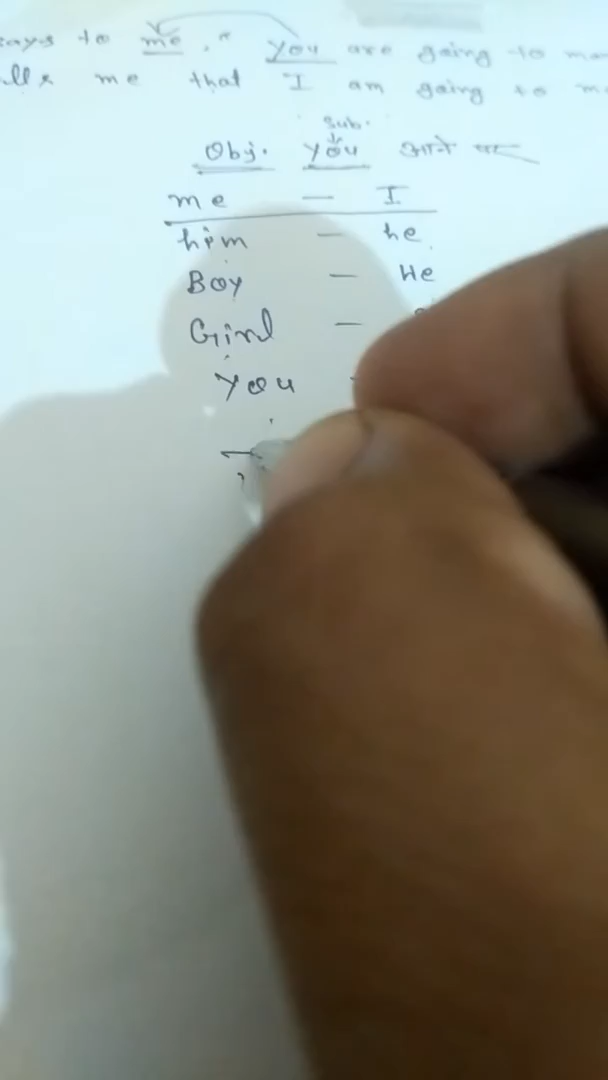 says to me, " you are going to
me that I am going to
Sub.
Obj. you आने पर
me — I
him — he
Boy — He
Girl —
you